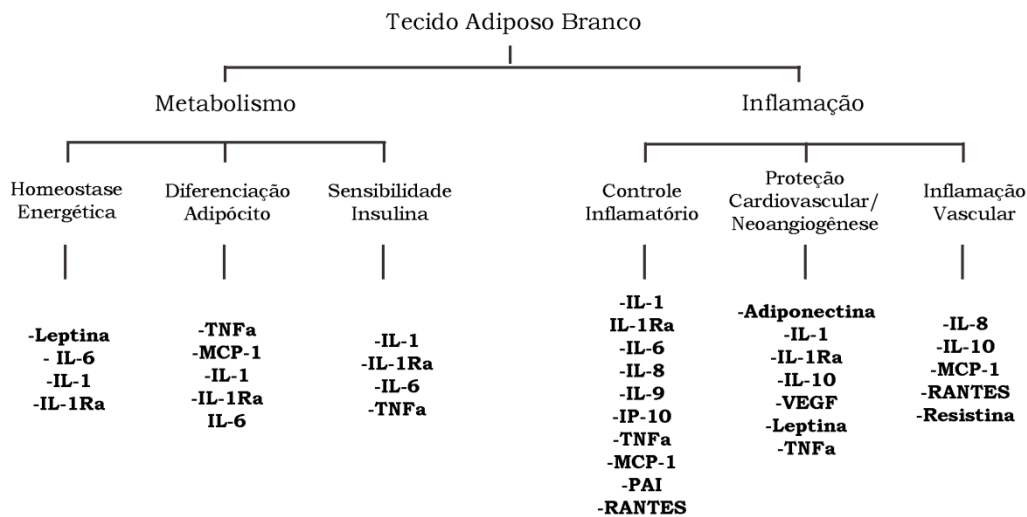 Tecido Adiposo Branco
Metabolismo
Inflamação
Homeostase
Energética
Diferenciação
Adipócito
Sensibilidade
Insulina
Controle
Inflamatório
Proteção
Cardiovascular/
Neoangiogênese
Inflamação
Vascular
-Leptina
- IL-6
-IL-1
-IL-1Ra
-TNFa
-MCP-1
-IL-1
-IL-1Ra
IL-6
-IL-1
-IL-1Ra
-IL-6
-TNFa
-IL-1
IL-1Ra
-IL-6
-IL-8
-IL-9
-IP-10
-TNFa
-MCP-1
-PAI
-RANTES
-Adiponectina
-IL-1
-IL-1Ra
-IL-10
-VEGF
-Leptina
-TNFa
-IL-8
-IL-10
-MCP-1
-RANTES
-Resistina